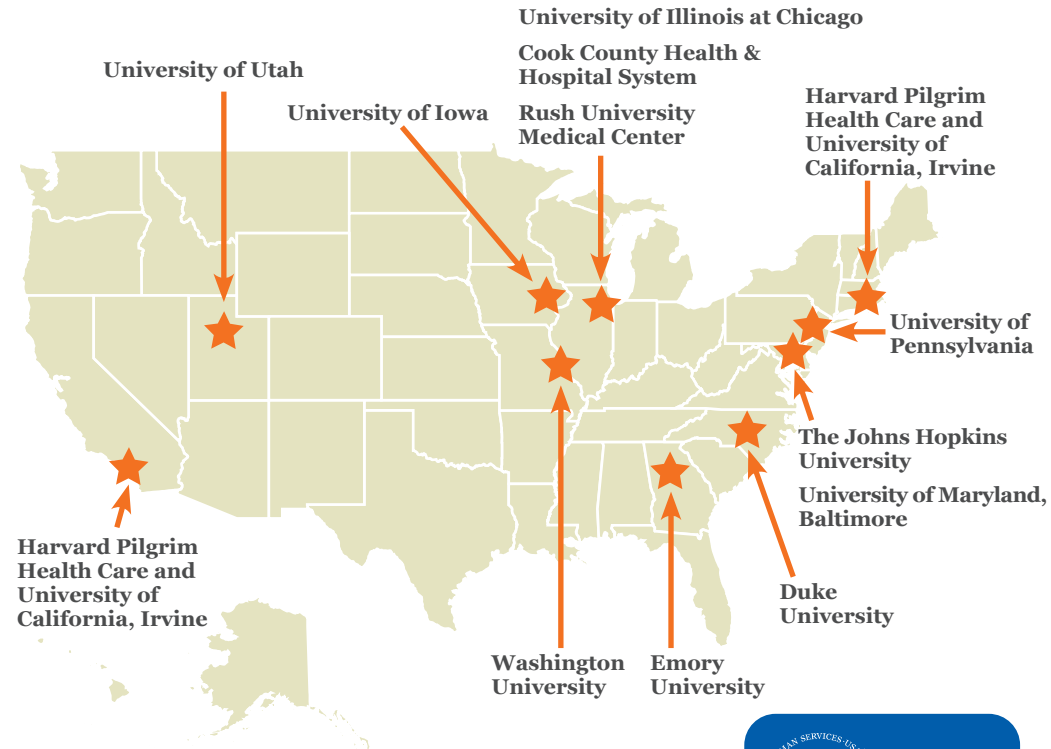 University of Illinois at Chicago
Cook County Health &
Hospital System
Rush University
Medical Center
University of Utah
University of Iowa
Harvard Pilgrim
Health Care and
University of
California, Irvine
University of
Pennsylvania
The Johns Hopkins
University
University of Maryland,
Baltimore
Harvard Pilgrim
Health Care and
University of
California, Irvine
Duke
University
Washington
University
Emory
University
SERVICES